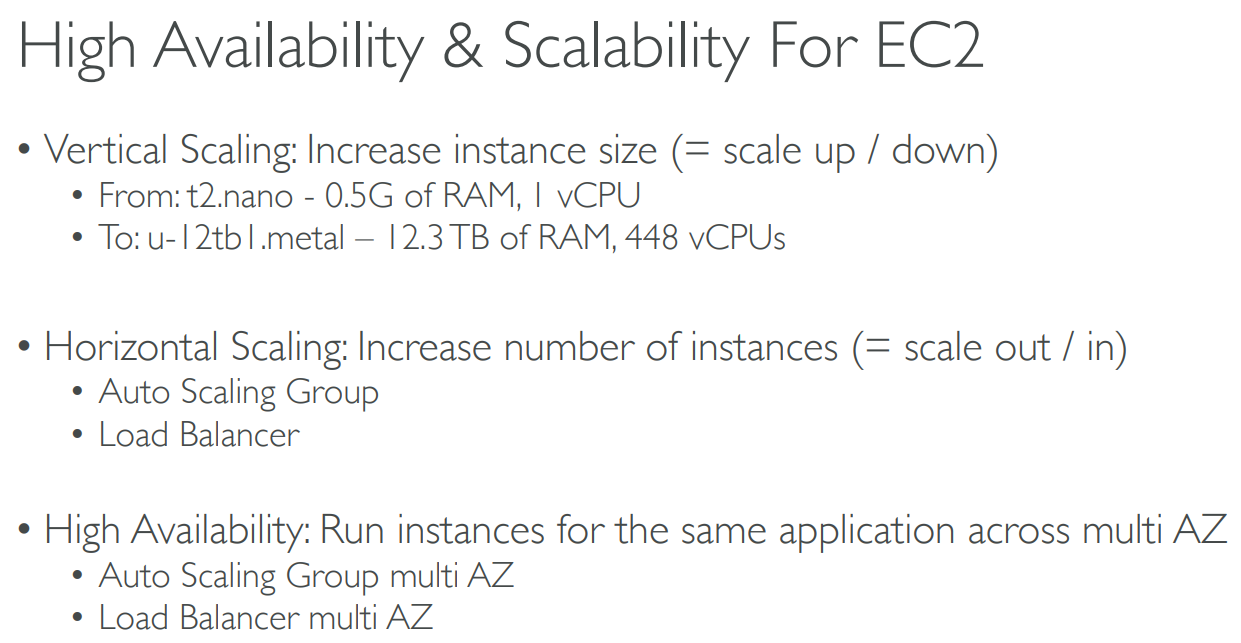 High Availability & Scalability For EC2
• Vertical Scaling: Increase instance size (= scale up / down)
• From: t2.nano - 0.5G of RAM, 1 vCPU
• To: u-12tb1.metal – 12.3 TB of RAM, 448 vCPUs
• Horizontal Scaling: Increase number of instances (= scale out / in)
• Auto Scaling Group
• Load Balancer
• High Availability: Run instances for the same application across multi AZ
• Auto Scaling Group multi AZ
• Load Balancer multi AZ